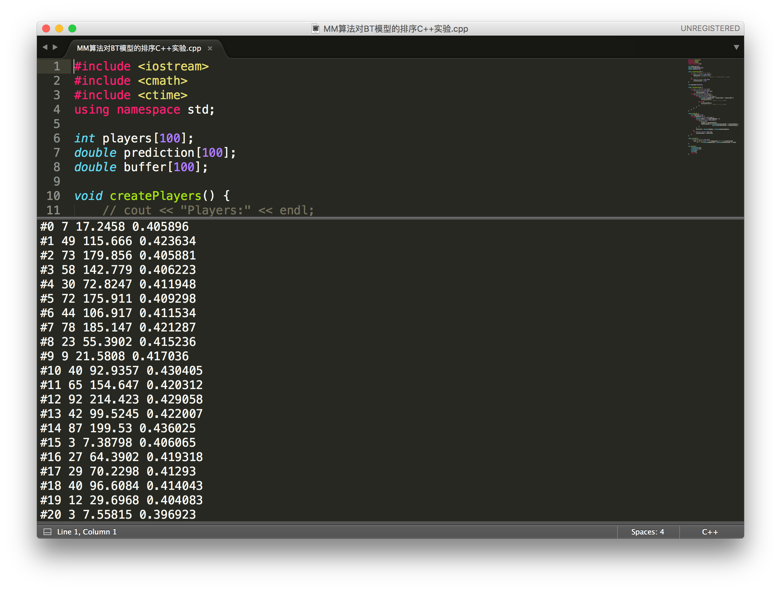 MM算法对BT模型的排序C++实验.cpp
UNREGISTERED
MM算法对BT模型的排序C++实验.cpp ×
1 #include <iostream>
2 #include <cmath>
3 #include <ctime>
4 using namespace std;
5
6 int players[100];
7 double prediction[100];
8 double buffer[100];
9
10 void createPlayers() {
11 // cout << "Players:" << endl;
#0 7 17.2458 0.405896
#1 49 115.666 0.423634
#2 73 179.856 0.405881
#3 58 142.779 0.406223
#4 30 72.8247 0.411948
#5 72 175.911 0.409298
#6 44 106.917 0.411534
#7 78 185.147 0.421287
#8 23 55.3902 0.415236
#9 9 21.5808 0.417036
#10 40 92.9357 0.430405
#11 65 154.647 0.420312
#12 92 214.423 0.429058
#13 42 99.5245 0.422007
#14 87 199.53 0.436025
#15 3 7.38798 0.406065
#16 27 64.3902 0.419318
#17 29 70.2298 0.41293
#18 40 96.6084 0.414043
#19 12 29.6968 0.404083
#20 3 7.55815 0.396923
Line 1, Column 1
Spaces: 4
C++